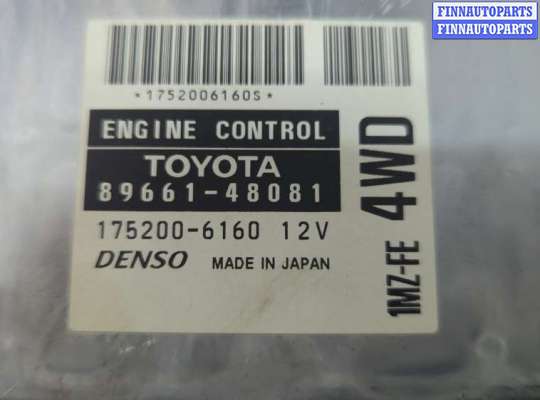 FINNAUTOPARTS
FINNAUTOPARTS
*1752006160S*
ENGINE CONTROL
TOYOTA
89661-48081
175200-6160 12V
DENSO MADE IN JAPAN
1MZ-FE 4WD